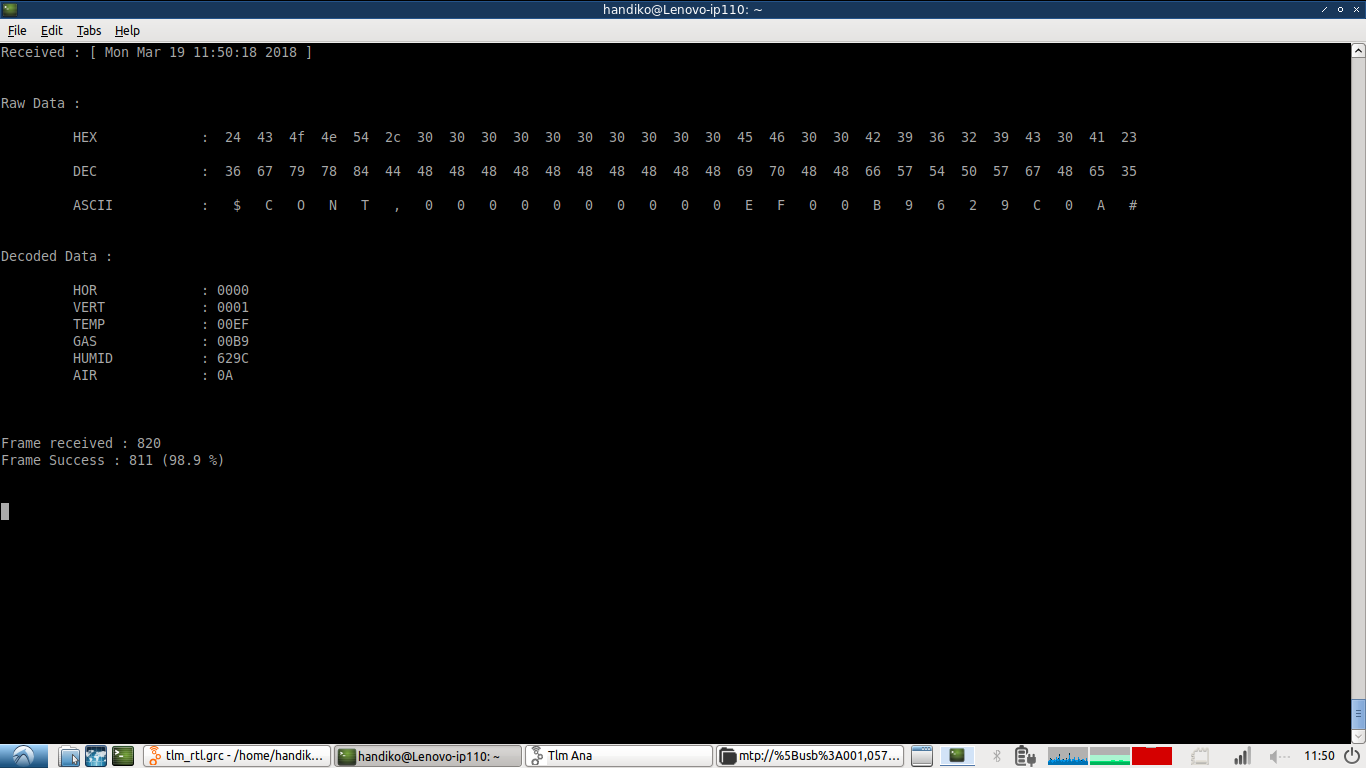 handiko@Lenovo-ip110: ~
File Edit Tabs Help
Received : [ Mon Mar 19 11:50:18 2018 ]
Raw Data :
HEX : 24 43 4f 4e 54 2c 30 30 30 30 30 30 30 30 30 30 45 46 30 30 42 39 36 32 39 43 30 41 23
DEC : 36 67 79 78 84 44 48 48 48 48 48 48 48 48 48 48 69 70 48 48 66 57 54 50 57 67 48 65 35
ASCII : $ C O N T , 0 0 0 0 0 0 0 0 0 0 E F 0 0 B 9 6 2 9 C 0 A #
Decoded Data :
HOR : 0000
VERT : 0001
TEMP : 00EF
GAS : 00B9
HUMID : 629C
AIR : 0A
Frame received : 820
Frame Success : 811 (98.9 %)
tlm_rtl.grc - /home/handik... handiko@Lenovo-ip110: ~ Tlm Ana mtp://%5Busb%3A001,057... 11:50